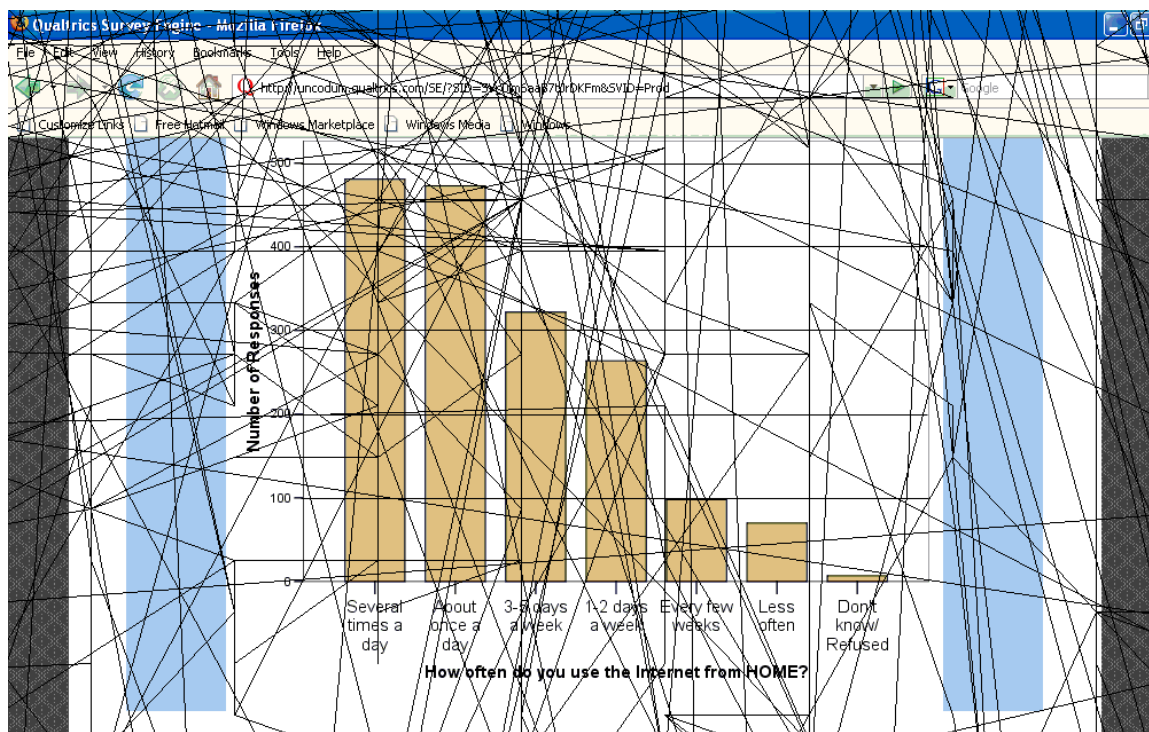 Qualtrics Survey Engine - Mozilla Firefox
File Edit View History Bookmarks Tools Help
Google
Customize Links Free Hotmail Windows Marketplace Windows Media Windows
500
400
300
200
100
0
Number of Responses
Several times a day
About once a day
3-5 days a week
1-2 days a week
Every few weeks
Less often
Don't know/ Refused
How often do you use the Internet from HOME?